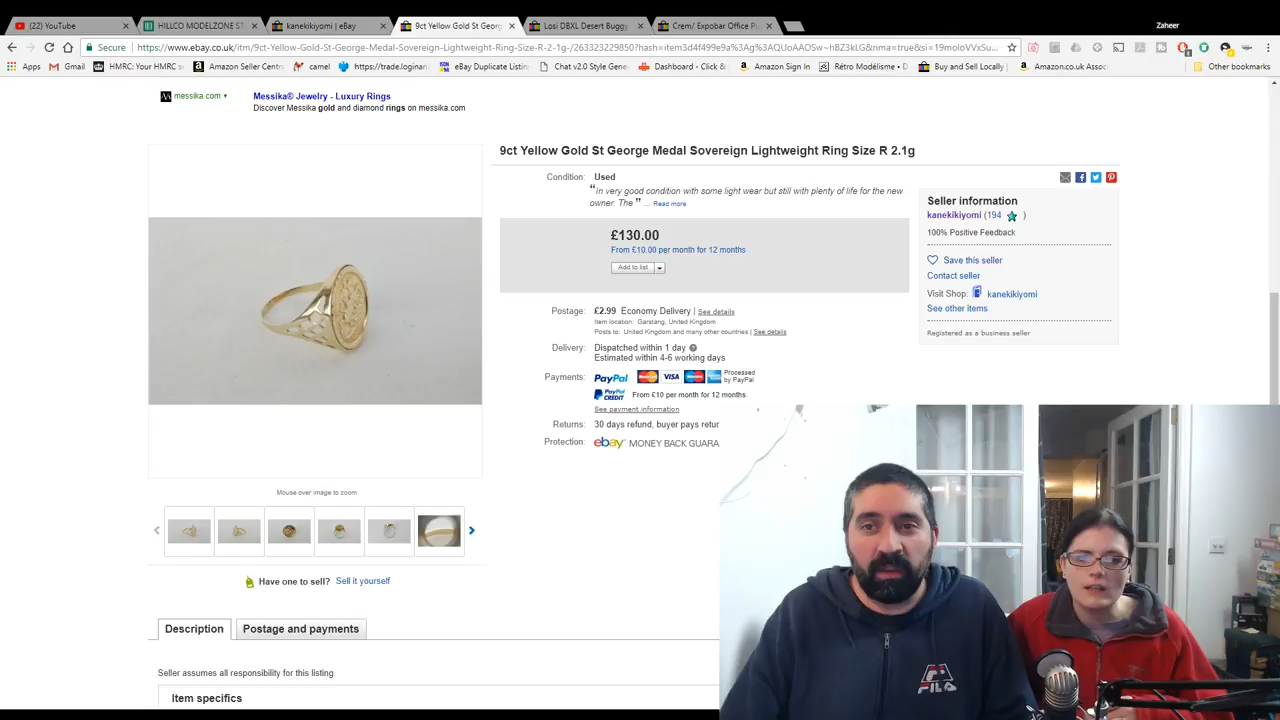 (22) YouTube
HILLCO MODELZONE ST
kanekikiyomi | eBay
9ct Yellow Gold St Georg
Losi DBXL Desert Buggy
Crem/ Expobar Office Pu
Zaheer
Secure
https://www.ebay.co.uk/itm/9ct-Yellow-Gold-St-George-Medal-Sovereign-Lightweight-Ring-Size-R-2-1g-/263323229850?hash=item3d4f499e9a%3Ag%3AQUoAAOSw~hBZ3kLG&nma=true&si=19moloVVxSu...
Apps
Gmail
HMRC: Your HMRC s
Amazon Seller Centr
camel
https://trade.loginan
eBay Duplicate Listin
Chat v2.0 Style Gene
Dashboard - Click
Amazon Sign In
Rétro Modélisme
Buy and Sell Locally
Amazon.co.uk Assoc
Other bookmarks
messika.com
Messika® Jewelry - Luxury Rings
Discover Messika gold and diamond rings on messika.com
9ct Yellow Gold St George Medal Sovereign Lightweight Ring Size R 2.1g
Condition: Used
“In very good condition with some light wear but still with plenty of life for the new
owner. The ” ... Read more
£130.00
From £10.00 per month for 12 months
Add to list
Postage: £2.99 Economy Delivery | See details
Item location: Garstang, United Kingdom
Posts to: United Kingdom and many other countries | See details
Delivery: Dispatched within 1 day
Estimated within 4-6 working days
Payments: PayPal VISA Processed
by PayPal
PayPal CREDIT From £10 per month for 12 months.
See payment information
Returns: 30 days refund, buyer pays retur
Protection: ebay MONEY BACK GUARA
Seller information
kanekikiyomi (194 )
100% Positive Feedback
Save this seller
Contact seller
Visit Shop: kanekikiyomi
See other items
Registered as a business seller
Mouse over image to zoom
Have one to sell? Sell it yourself
Description
Postage and payments
Seller assumes all responsibility for this listing.
Item specifics
FILA